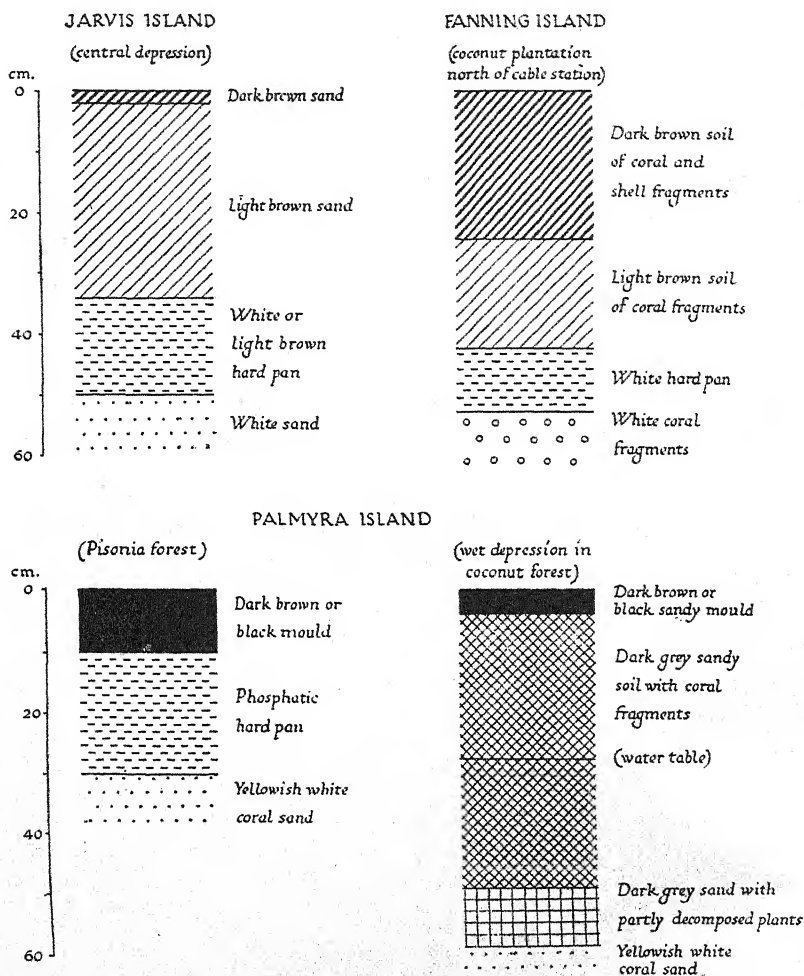 JARVIS ISLAND
(central depression)
cm.
0
20
40
60
Dark brown sand
Light brown sand
White or
light brown
hard pan
White sand
FANNING ISLAND
(coconut plantation
north of cable station)
Dark brown soil
of coral and
shell fragments
Light brown soil
of coral fragments
White hard pan
White coral
fragments
PALMYRA ISLAND
(Pisonia forest)
cm.
0
20
40
60
Dark brown or
black mould
Phosphatic
hard pan
Yellowish white
coral sand
(wet depression in
coconut forest)
Dark brown or
black sandy mould
Dark grey sandy
soil with coral
fragments
(water table)
Dark grey sand with
partly decomposed plants
Yellowish white
coral sand